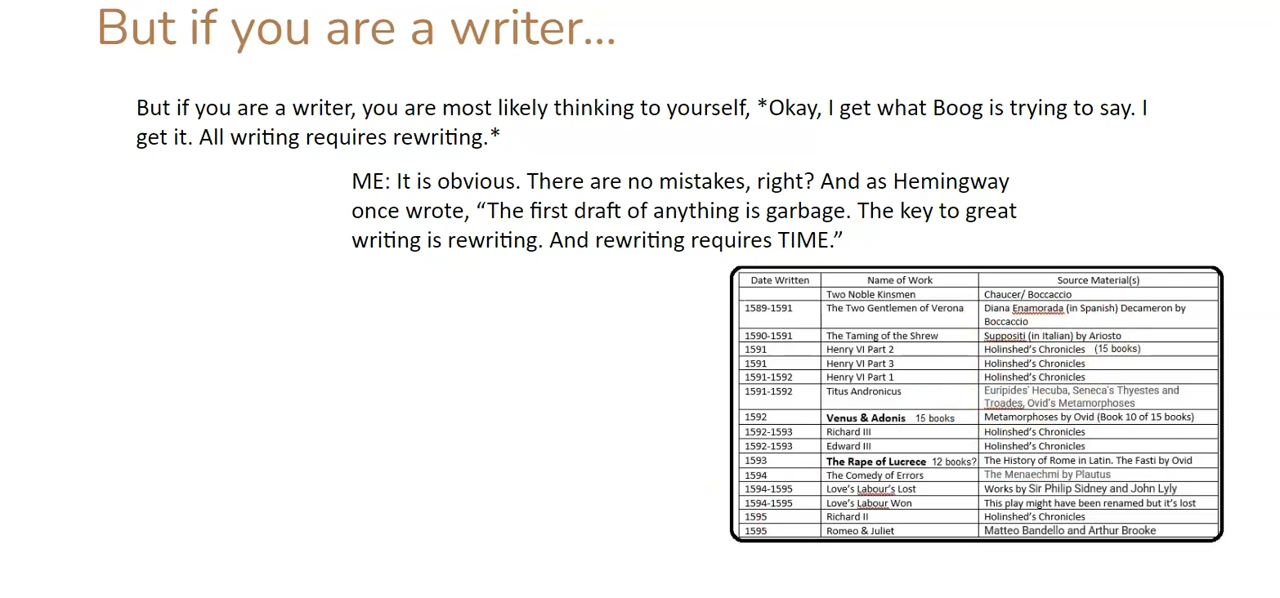 But if you are a writer...
But if you are a writer, you are most likely thinking to yourself, *Okay, I get what Boog is trying to say. I
get it. All writing requires rewriting.*
ME: It is obvious. There are no mistakes, right? And as Hemingway
once wrote, “The first draft of anything is garbage. The key to great
writing is rewriting. And rewriting requires TIME.”
Date Written Name of Work Source Material(s)
Two Noble Kinsmen Chaucer/ Boccaccio
1589-1591 The Two Gentlemen of Verona Diana Enamorada (in Spanish) Decameron by
Boccaccio
1590-1591 The Taming of the Shrew Suppositi (in Italian) by Ariosto
1591 Henry VI Part 2 Holinshed's Chronicles (15 books)
1591 Henry VI Part 3 Holinshed's Chronicles
1591-1592 Henry VI Part 1 Holinshed's Chronicles
1591-1592 Titus Andronicus Euripides' Hecuba, Seneca's Thyestes and
Troades, Ovid's Metamorphoses
1592 Venus & Adonis 15 books Metamorphoses by Ovid (Book 10 of 15 books)
1592-1593 Richard III Holinshed's Chronicles
1592-1593 Edward III Holinshed's Chronicles
1593 The Rape of Lucrece 12 books? The History of Rome in Latin. The Fasti by Ovid
1594 The Comedy of Errors The Menaechmi by Plautus
1594-1595 Love's Labour's Lost Works by Sir Philip Sidney and John Lyly
1594-1595 Love's Labour Won This play might have been renamed but it's lost
1595 Richard II Holinshed's Chronicles
1595 Romeo & Juliet Matteo Bandello and Arthur Brooke